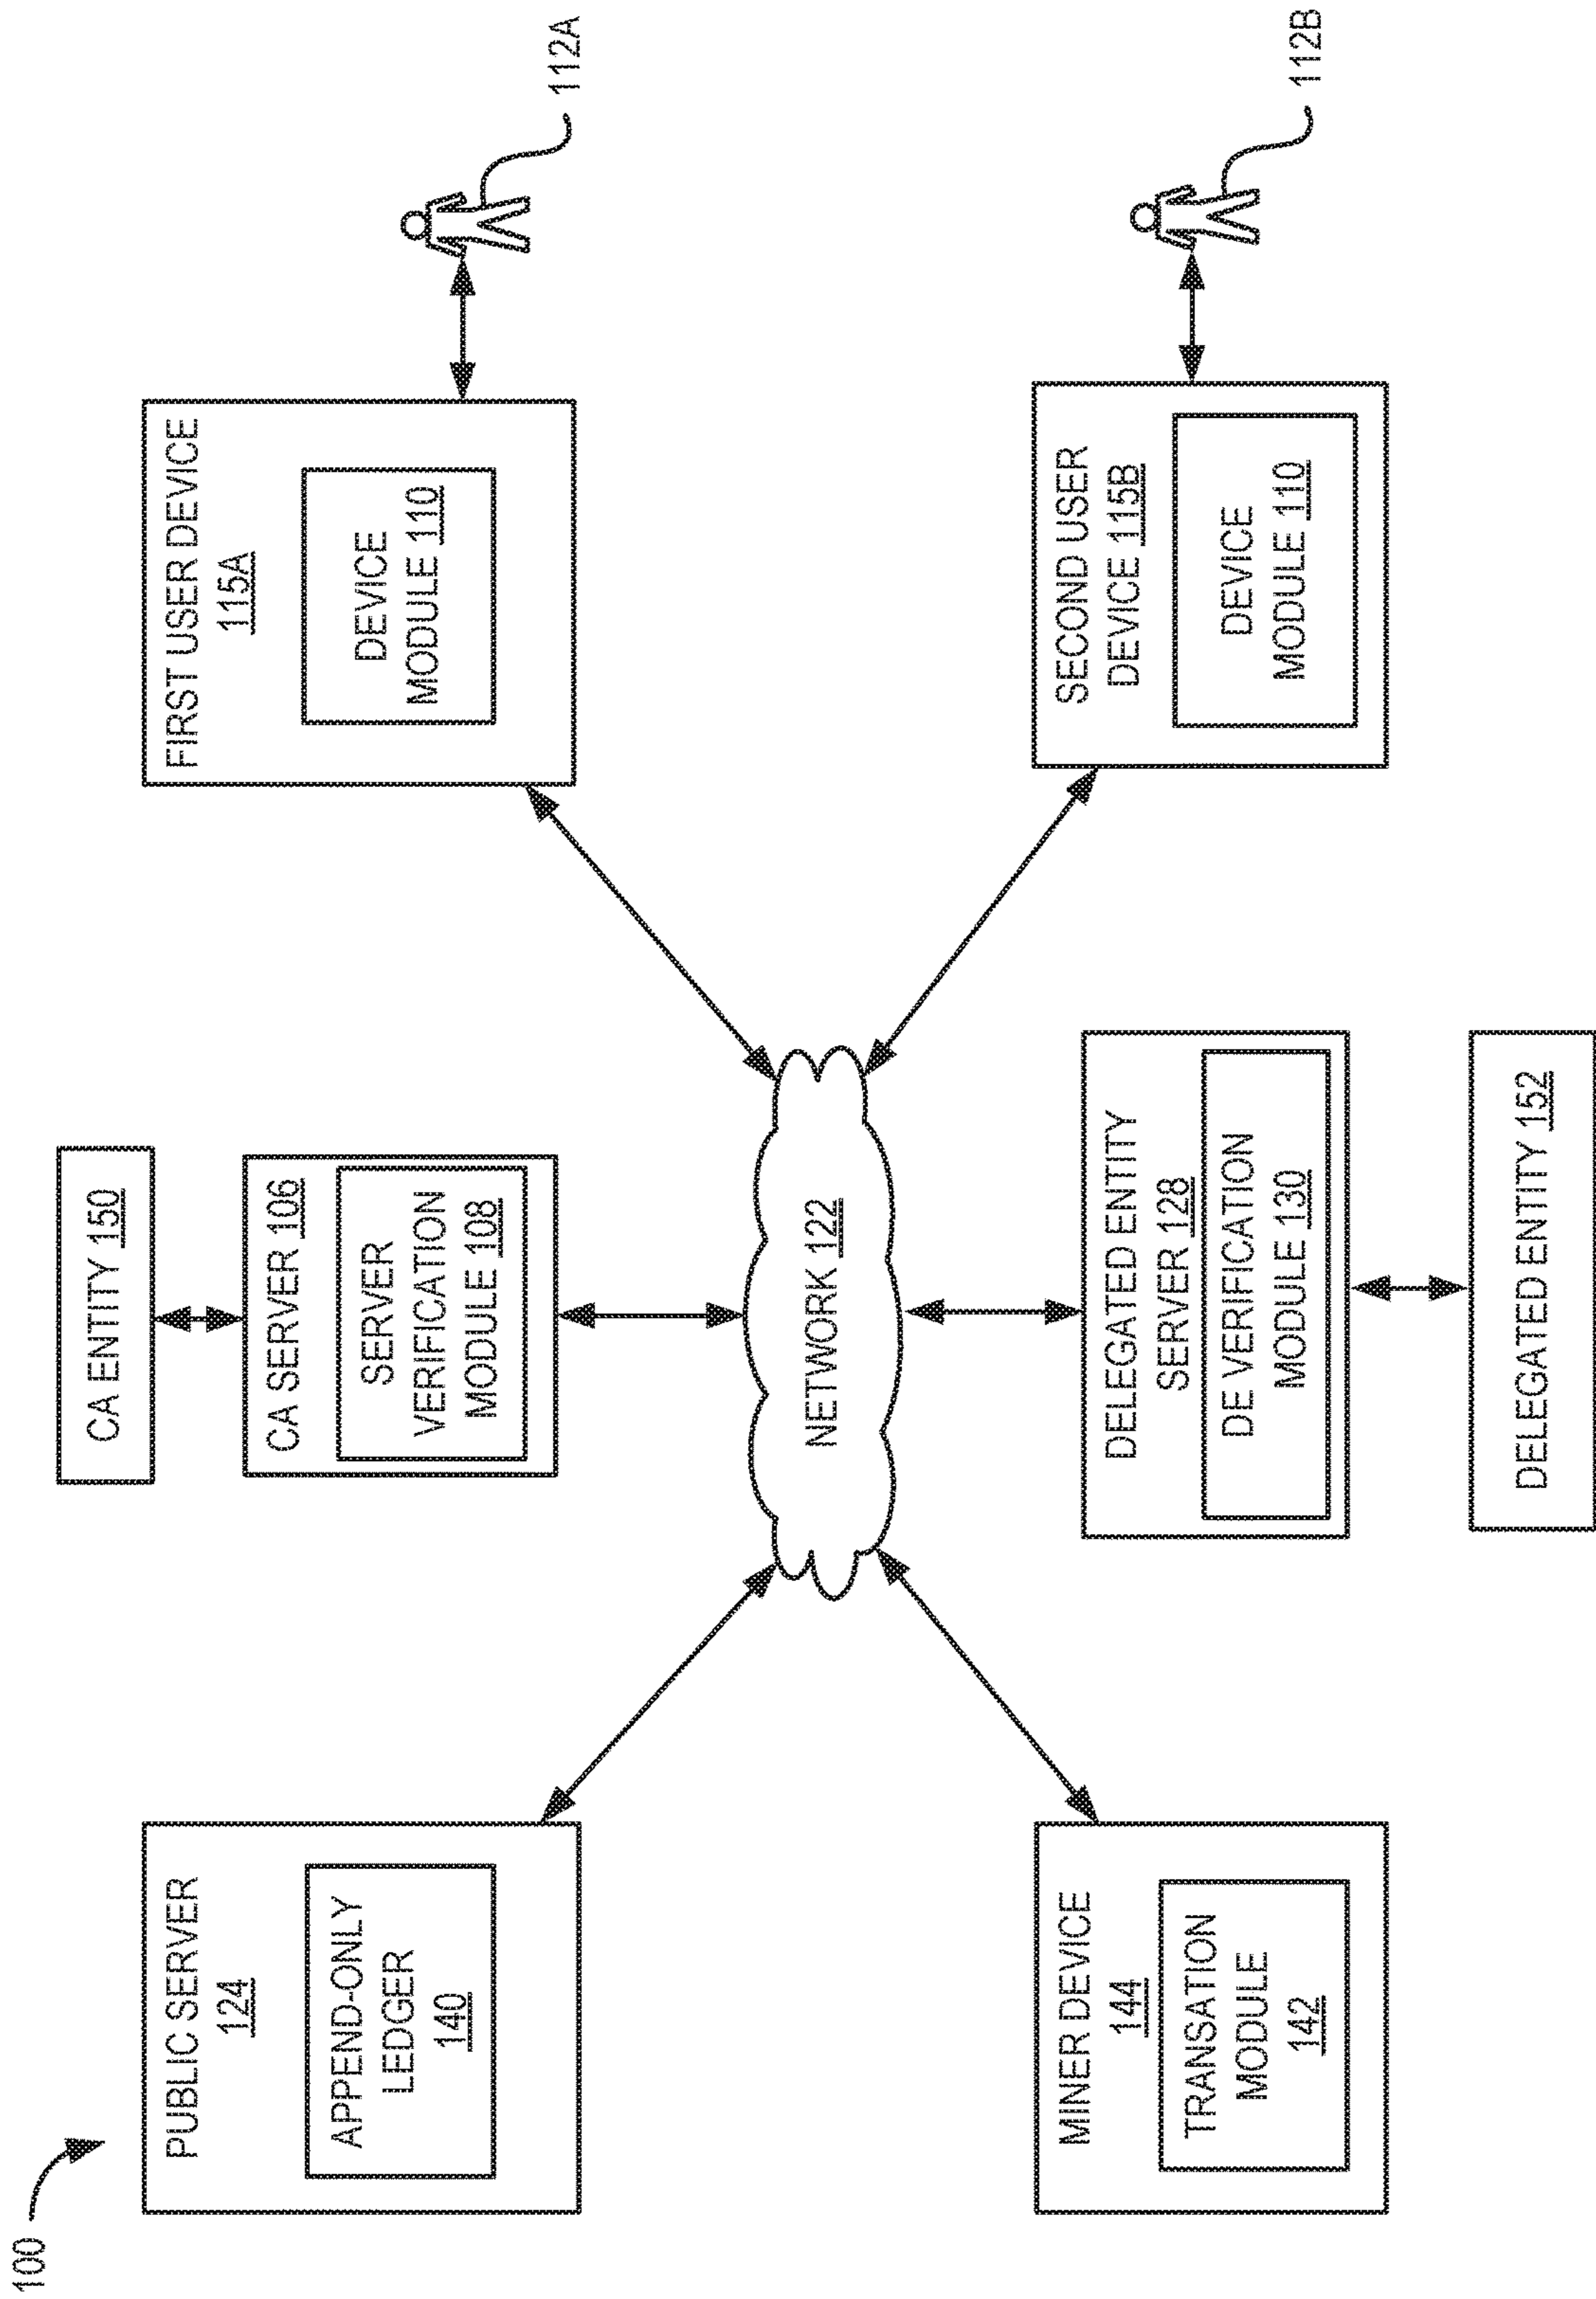 100
PUBLIC SERVER
124
APPEND-ONLY
LEDGER
140
CA ENTITY 150
CA SERVER 106
SERVER
VERIFICATION
MODULE 108
FIRST USER DEVICE
115A
DEVICE
MODULE 110
112A
NETWORK 122
MINER DEVICE
144
TRANSATION
MODULE
142
DELEGATED ENTITY
SERVER 128
DE VERIFICATION
MODULE 130
DELEGATED ENTITY 152
SECOND USER
DEVICE 115B
DEVICE
MODULE 110
112B